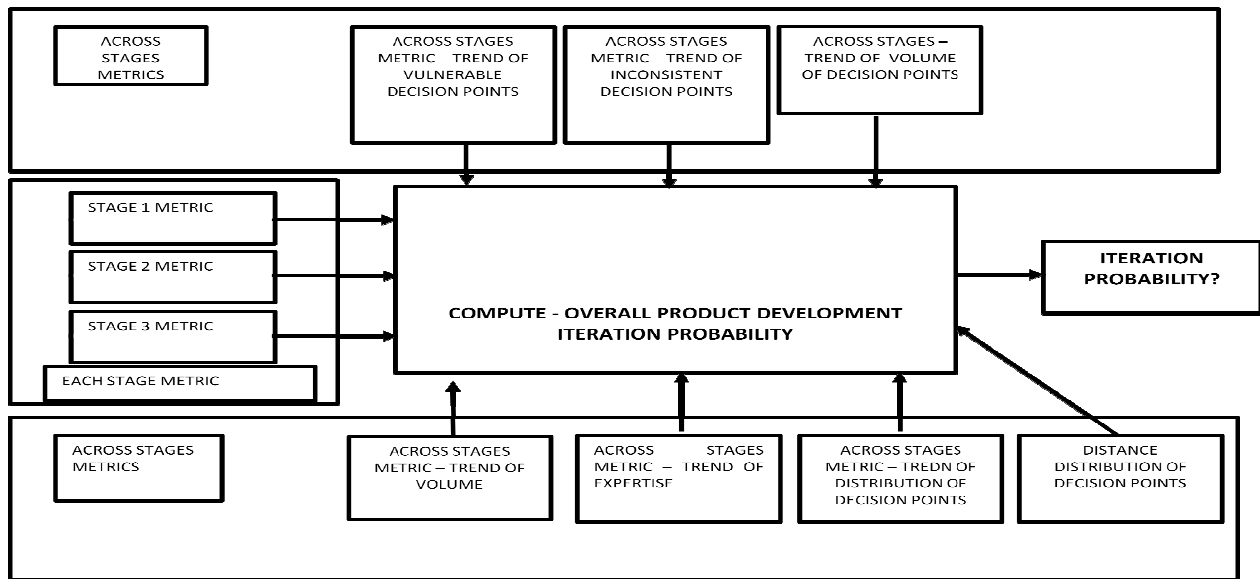 ACROSS
STAGES
METRICS
ACROSS STAGES
METRIC TREND OF
VULNERABLE
DECISION POINTS
ACROSS STAGES
METRIC TREND OF
INCONSISTENT
DECISION POINTS
ACROSS STAGES –
TREND OF VOLUME
OF DECISION POINTS
STAGE 1 METRIC
STAGE 2 METRIC
STAGE 3 METRIC
EACH STAGE METRIC
COMPUTE - OVERALL PRODUCT DEVELOPMENT
ITERATION PROBABILITY
ITERATION
PROBABILITY?
ACROSS STAGES
METRICS
ACROSS STAGES
METRIC – TREND OF
VOLUME
ACROSS STAGES
METRIC – TREND OF
EXPERTISE
ACROSS STAGES
METRIC – TREDN OF
DISTRIBUTION OF
DECISION POINTS
DISTANCE
DISTRIBUTION OF
DECISION POINTS